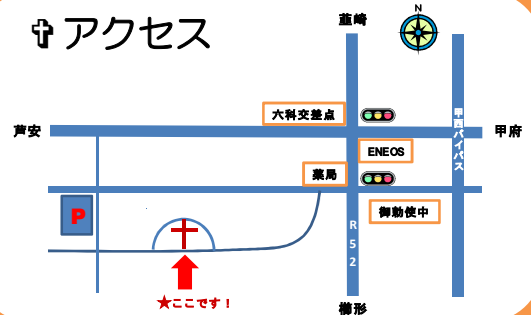 ✞アクセス
韮崎
N
六科交差点
芦安
甲府
甲西バイパス
ENEOS
薬局
P
御勅使中
R52
★ここです！
櫛形